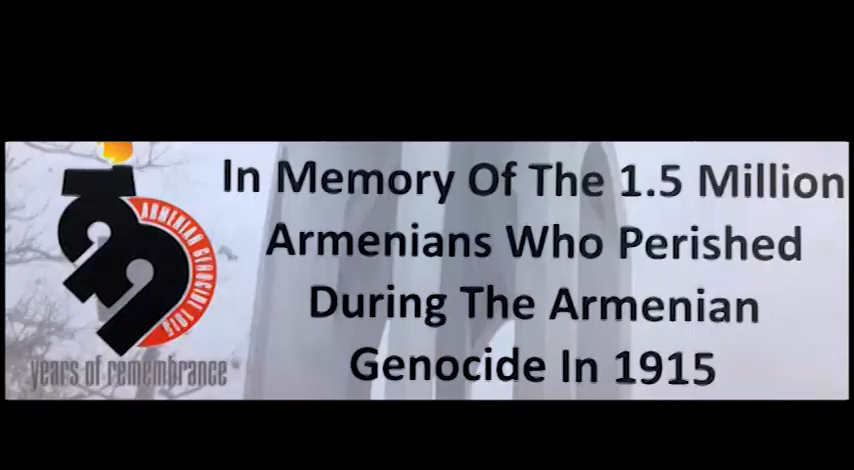 In Memory Of The 1.5 Million
Armenians Who Perished
During The Armenian
Genocide In 1915
100
ARMENIAN GENOCIDE 1915
years of remembrance